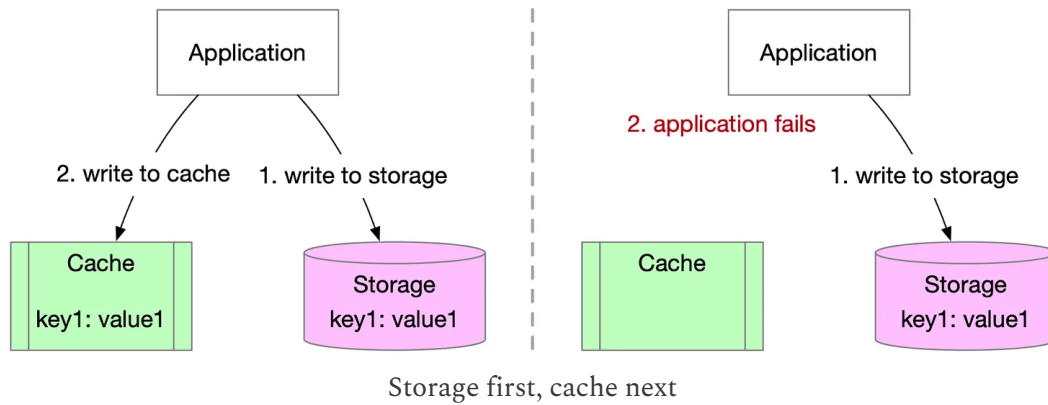 Application
2. write to cache
1. write to storage
Cache
key1: value1
Storage
key1: value1
Application
2. application fails
1. write to storage
Cache
Storage
key1: value1
Storage first, cache next